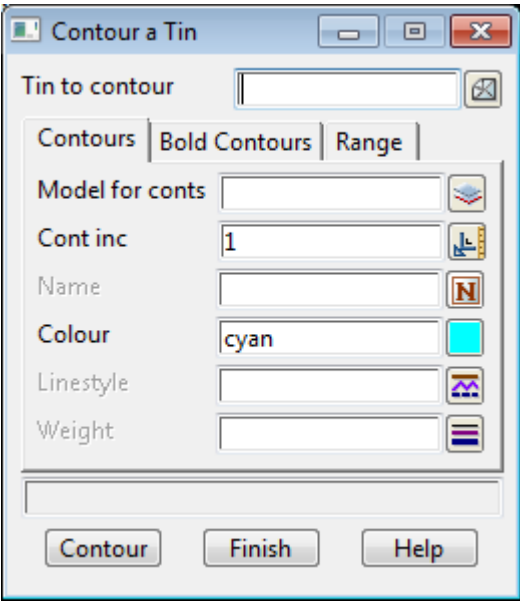 Contour a Tin
Tin to contour
Contours Bold Contours Range
Model for conts
Cont inc 1
Name N
Colour cyan
Linestyle
Weight
Contour Finish Help